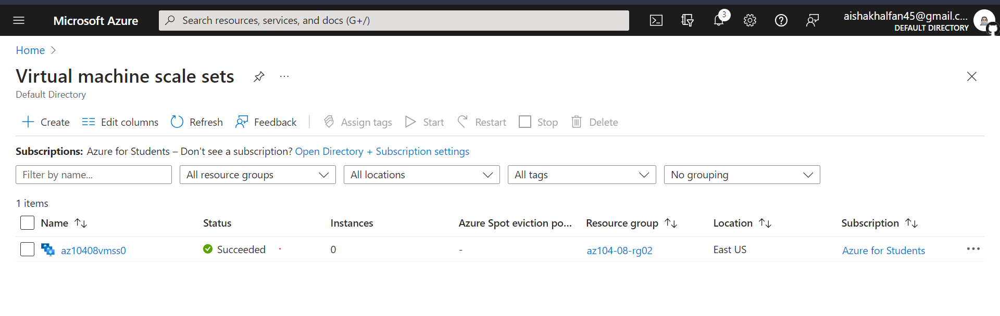 Microsoft Azure
Search resources, services, and docs (G+/)
3
aishakhalfan45@gmail.c...
DEFAULT DIRECTORY
Home
Virtual machine scale sets
...
Default Directory
Create Edit columns Refresh Feedback Assign tags Start Restart Stop Delete
Subscriptions: Azure for Students – Don't see a subscription? Open Directory + Subscription settings
Filter by name... All resource groups All locations All tags No grouping
1 items
Name Status Instances Azure Spot eviction po... Resource group Location Subscription
az10408vmss0 Succeeded 0 - az104-08-rg02 East US Azure for Students ...